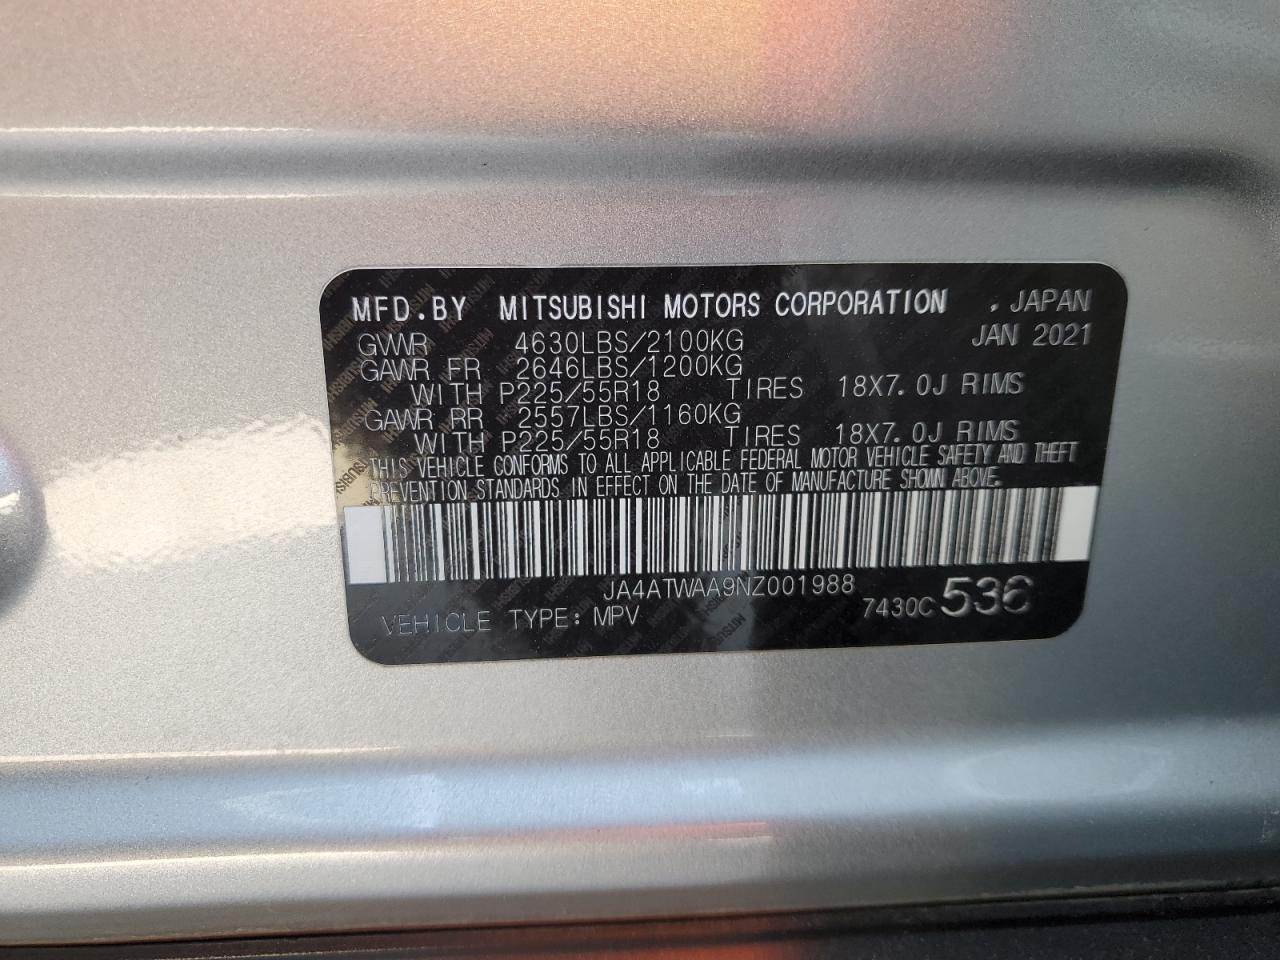 MFD.BY MITSUBISHI MOTORS CORPORATION . JAPAN
GVWR 4630LBS/2100KG JAN 2021
GAWR FR 2646LBS/1200KG
WITH P225/55R18 TIRES 18X7.0J RIMS
GAWR RR 2557LBS/1160KG
WITH P225/55R18 TIRES 18X7.0J RIMS
THIS VEHICLE CONFORMS TO ALL APPLICABLE FEDERAL MOTOR VEHICLE SAFETY AND THEFT
PREVENTION STANDARDS IN EFFECT ON THE DATE OF MANUFACTURE SHOWN ABOVE.
JA4ATWAA9NZ001988
VEHICLE TYPE: MPV 7430C 536